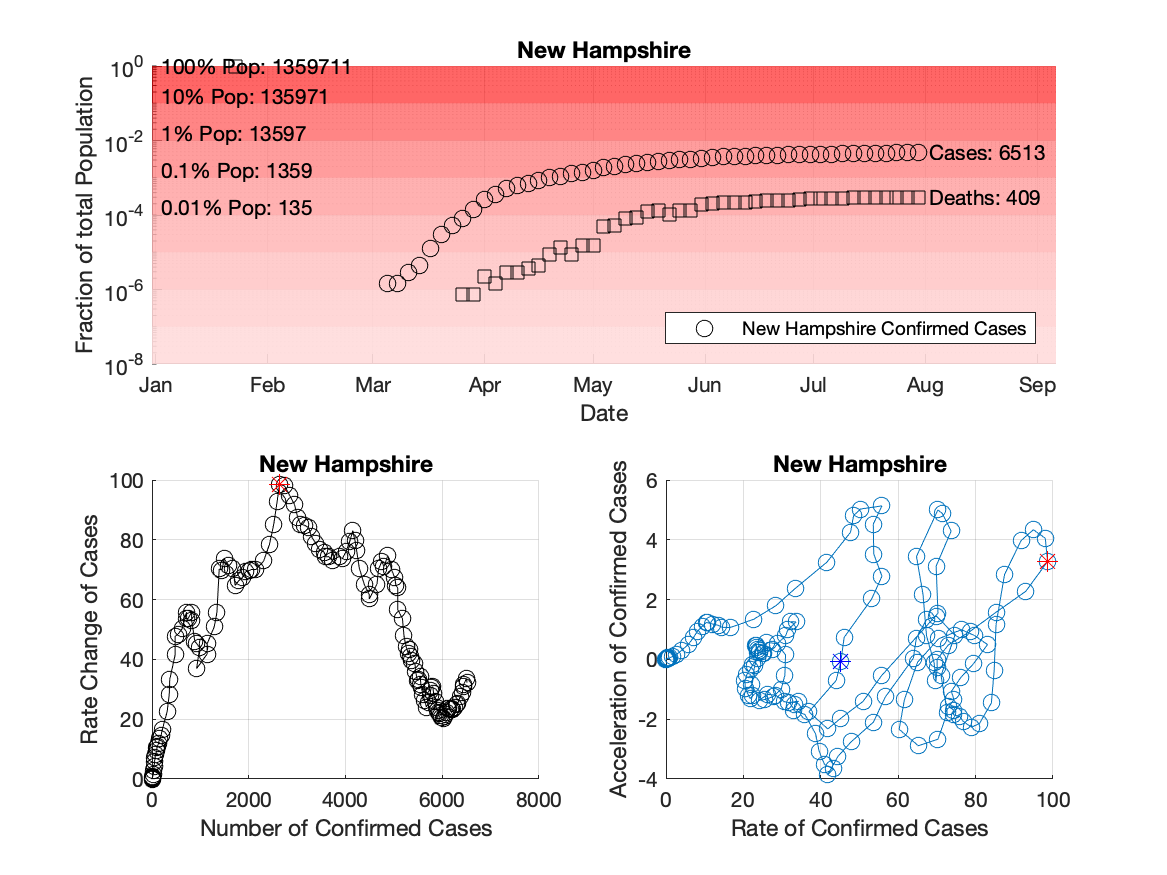 New Hampshire
Fraction of total Population
10^0
10^-2
10^-4
10^-6
10^-8
100% Pop: 1359711
10% Pop: 135971
1% Pop: 13597
0.1% Pop: 1359
0.01% Pop: 135
Cases: 6513
Deaths: 409
New Hampshire Confirmed Cases
Jan Feb Mar Apr May Jun Jul Aug Sep
Date
New Hampshire
Rate Change of Cases
100
80
60
40
20
0
0 2000 4000 6000 8000
Number of Confirmed Cases
New Hampshire
Acceleration of Confirmed Cases
6
4
2
0
-2
-4
0 20 40 60 80 100
Rate of Confirmed Cases